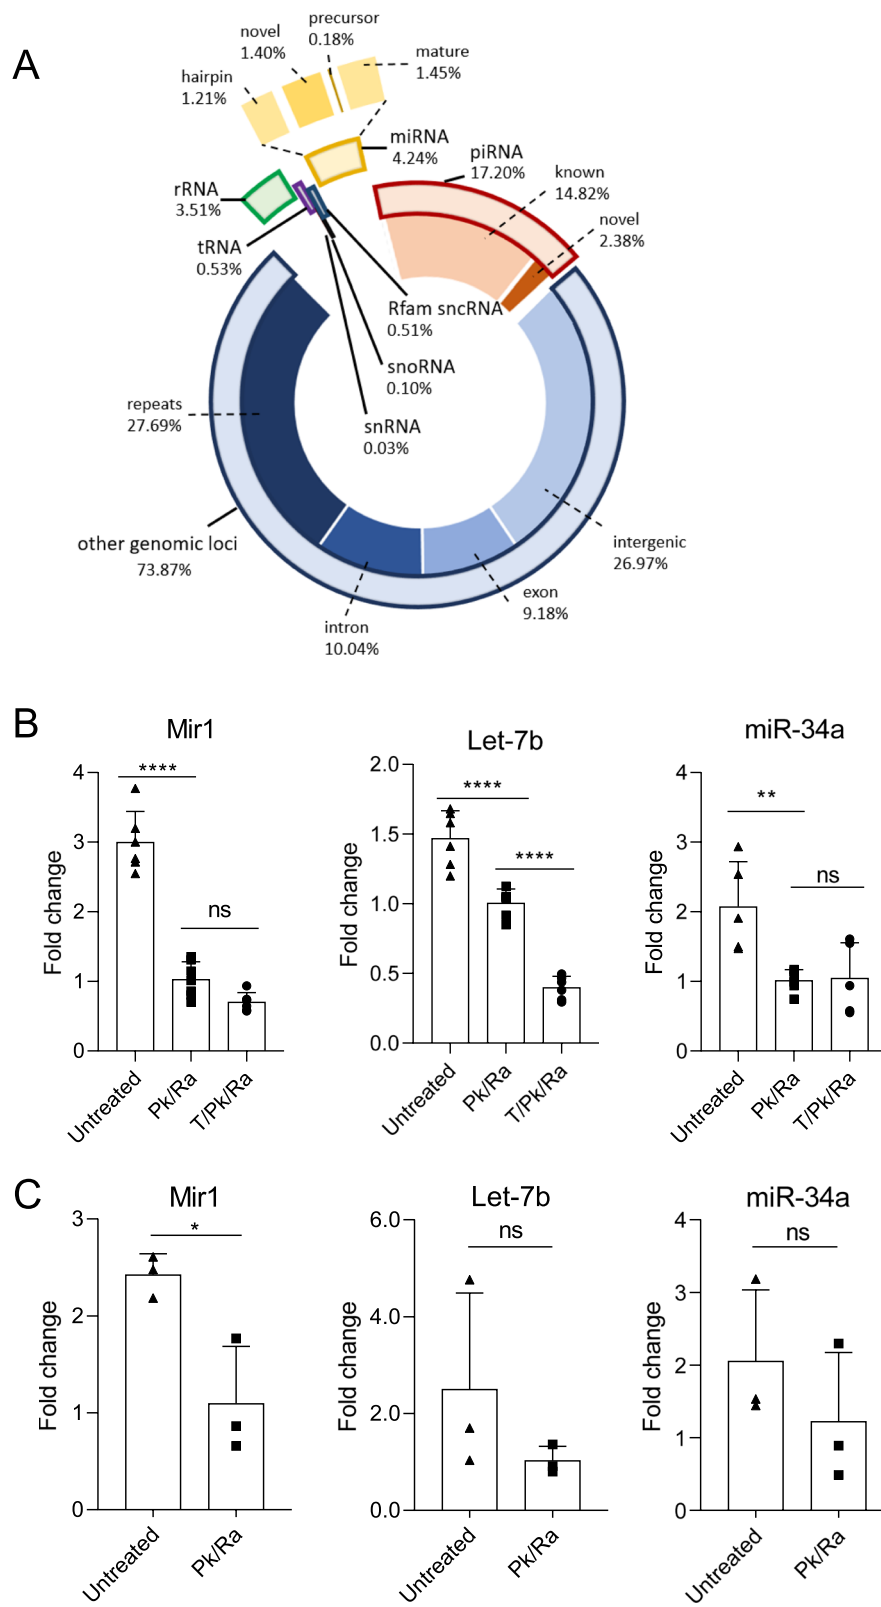 A
precursor
0.18%
novel
1.40%
mature
1.45%
hairpin
1.21%
miRNA
4.24%
piRNA
17.20%
known
14.82%
rRNA
3.51%
novel
2.38%
tRNA
0.53%
Rfam sncRNA
0.51%
snoRNA
0.10%
snRNA
0.03%
repeats
27.69%
other genomic loci
73.87%
intergenic
26.97%
exon
9.18%
intron
10.04%
B
Mir1
Fold change
4
3
2
1
0
****
ns
Untreated
Pk/Ra
T/Pk/Ra
Let-7b
Fold change
2.0
1.5
1.0
0.5
0.0
****
****
Untreated
Pk/Ra
T/Pk/Ra
miR-34a
Fold change
4
3
2
1
0
**
ns
Untreated
Pk/Ra
T/Pk/Ra
C
Mir1
Fold change
3
2
1
0
*
Untreated
Pk/Ra
Let-7b
Fold change
6.0
4.0
2.0
0.0
ns
Untreated
Pk/Ra
miR-34a
Fold change
4
3
2
1
0
ns
Untreated
Pk/Ra